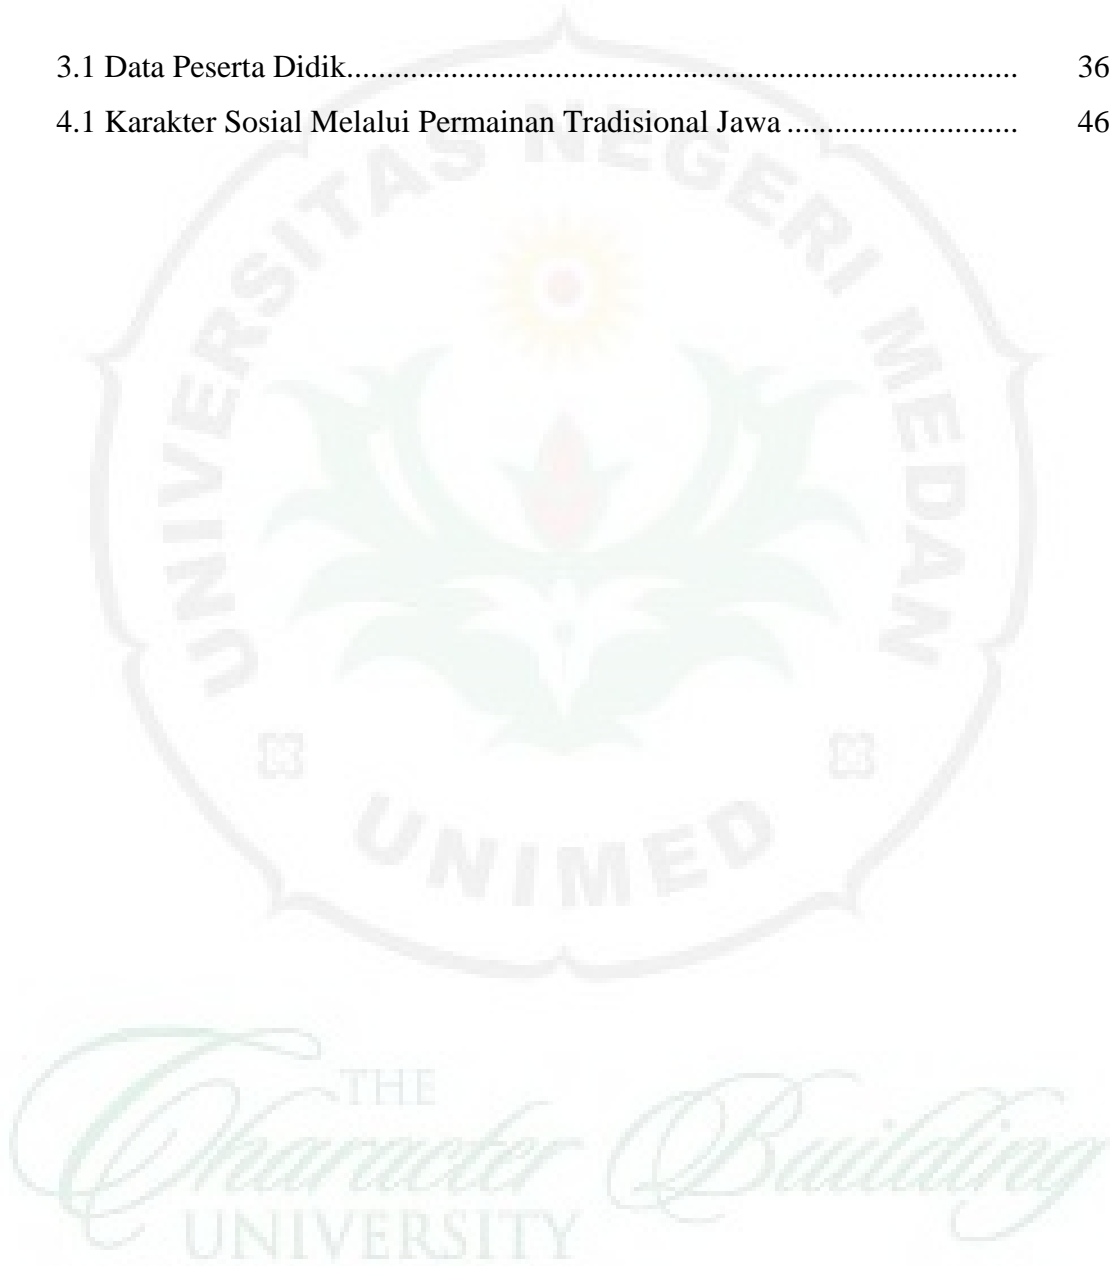 3.1 Data Peserta Didik..................................................................................... 36
4.1 Karakter Sosial Melalui Permainan Tradisional Jawa ............................. 46
UNIVERSITAS NEGERI MEDAN
UNIMED
THE
Character Building
UNIVERSITY